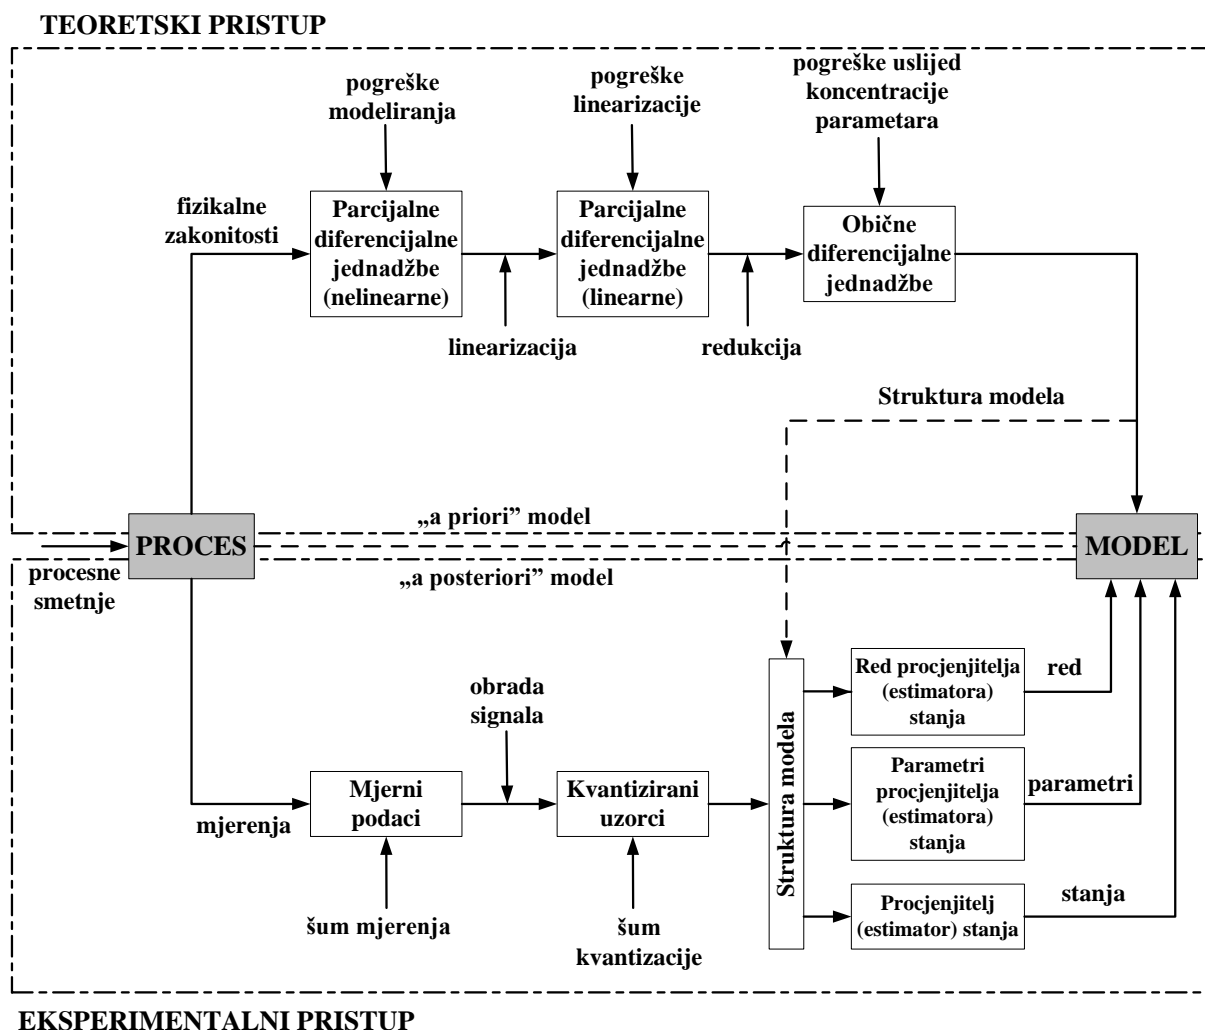 TEORETSKI PRISTUP
pogreške
modeliranja
pogreške
linearizacije
pogreške uslijed
koncentracije
parametara
fizikalne
zakonitosti
Parcijalne
diferencijalne
jednadžbe
(nelinearne)
Parcijalne
diferencijalne
jednadžbe
(linearne)
Obične
diferencijalne
jednadžbe
linearizacija
redukcija
Struktura modela
„a priori” model
PROCES
MODEL
„a posteriori” model
procesne
smetnje
obrada
signala
mjerenja
Mjerni
podaci
Kvantizirani
uzorci
šum mjerenja
šum
kvantizacije
Struktura modela
Red procjenitelja
(estimatora)
stanja
red
Parametri
procjenitelja
(estimatora)
stanja
parametri
Procjenitelj
(estimator) stanja
stanja
EKSPERIMENTALNI PRISTUP